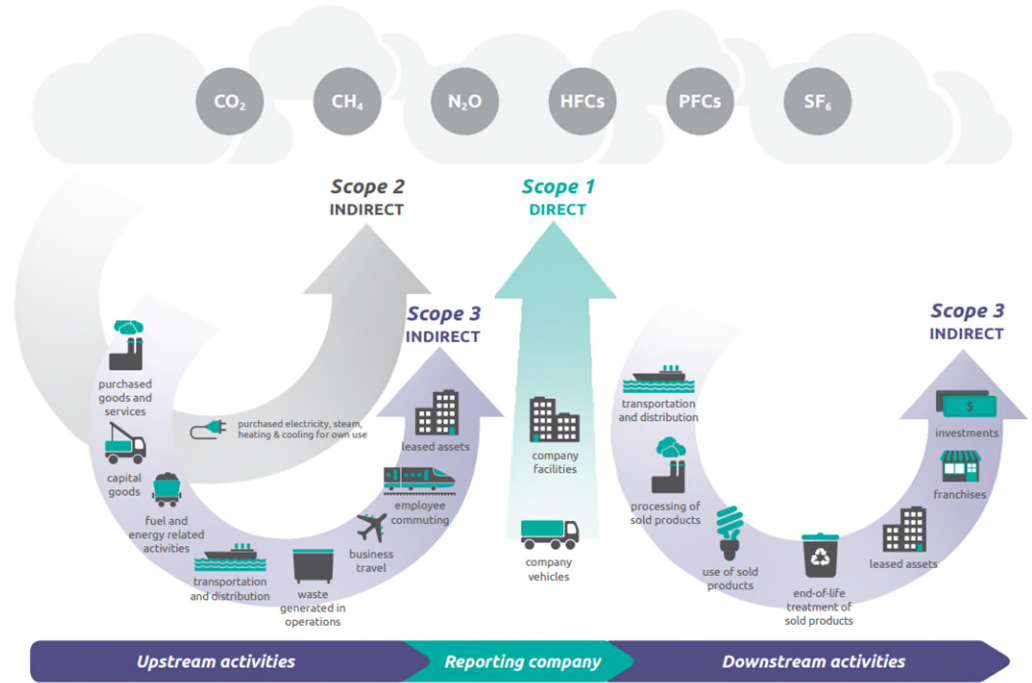 CO₂
CH₄
N₂O
HFCs
PFCs
SF₆
Scope 2
INDIRECT
Scope 1
DIRECT
Scope 3
INDIRECT
Scope 3
INDIRECT
purchased
goods and
services
capital
goods
fuel and
energy related
activities
transportation
and distribution
waste
generated in
operations
business
travel
employee
commuting
leased assets
purchased electricity, steam,
heating & cooling for own use
company
facilities
company
vehicles
transportation
and distribution
processing of
sold products
use of sold
products
end-of-life
treatment of
sold products
leased assets
franchises
investments
$
Upstream activities
Reporting company
Downstream activities